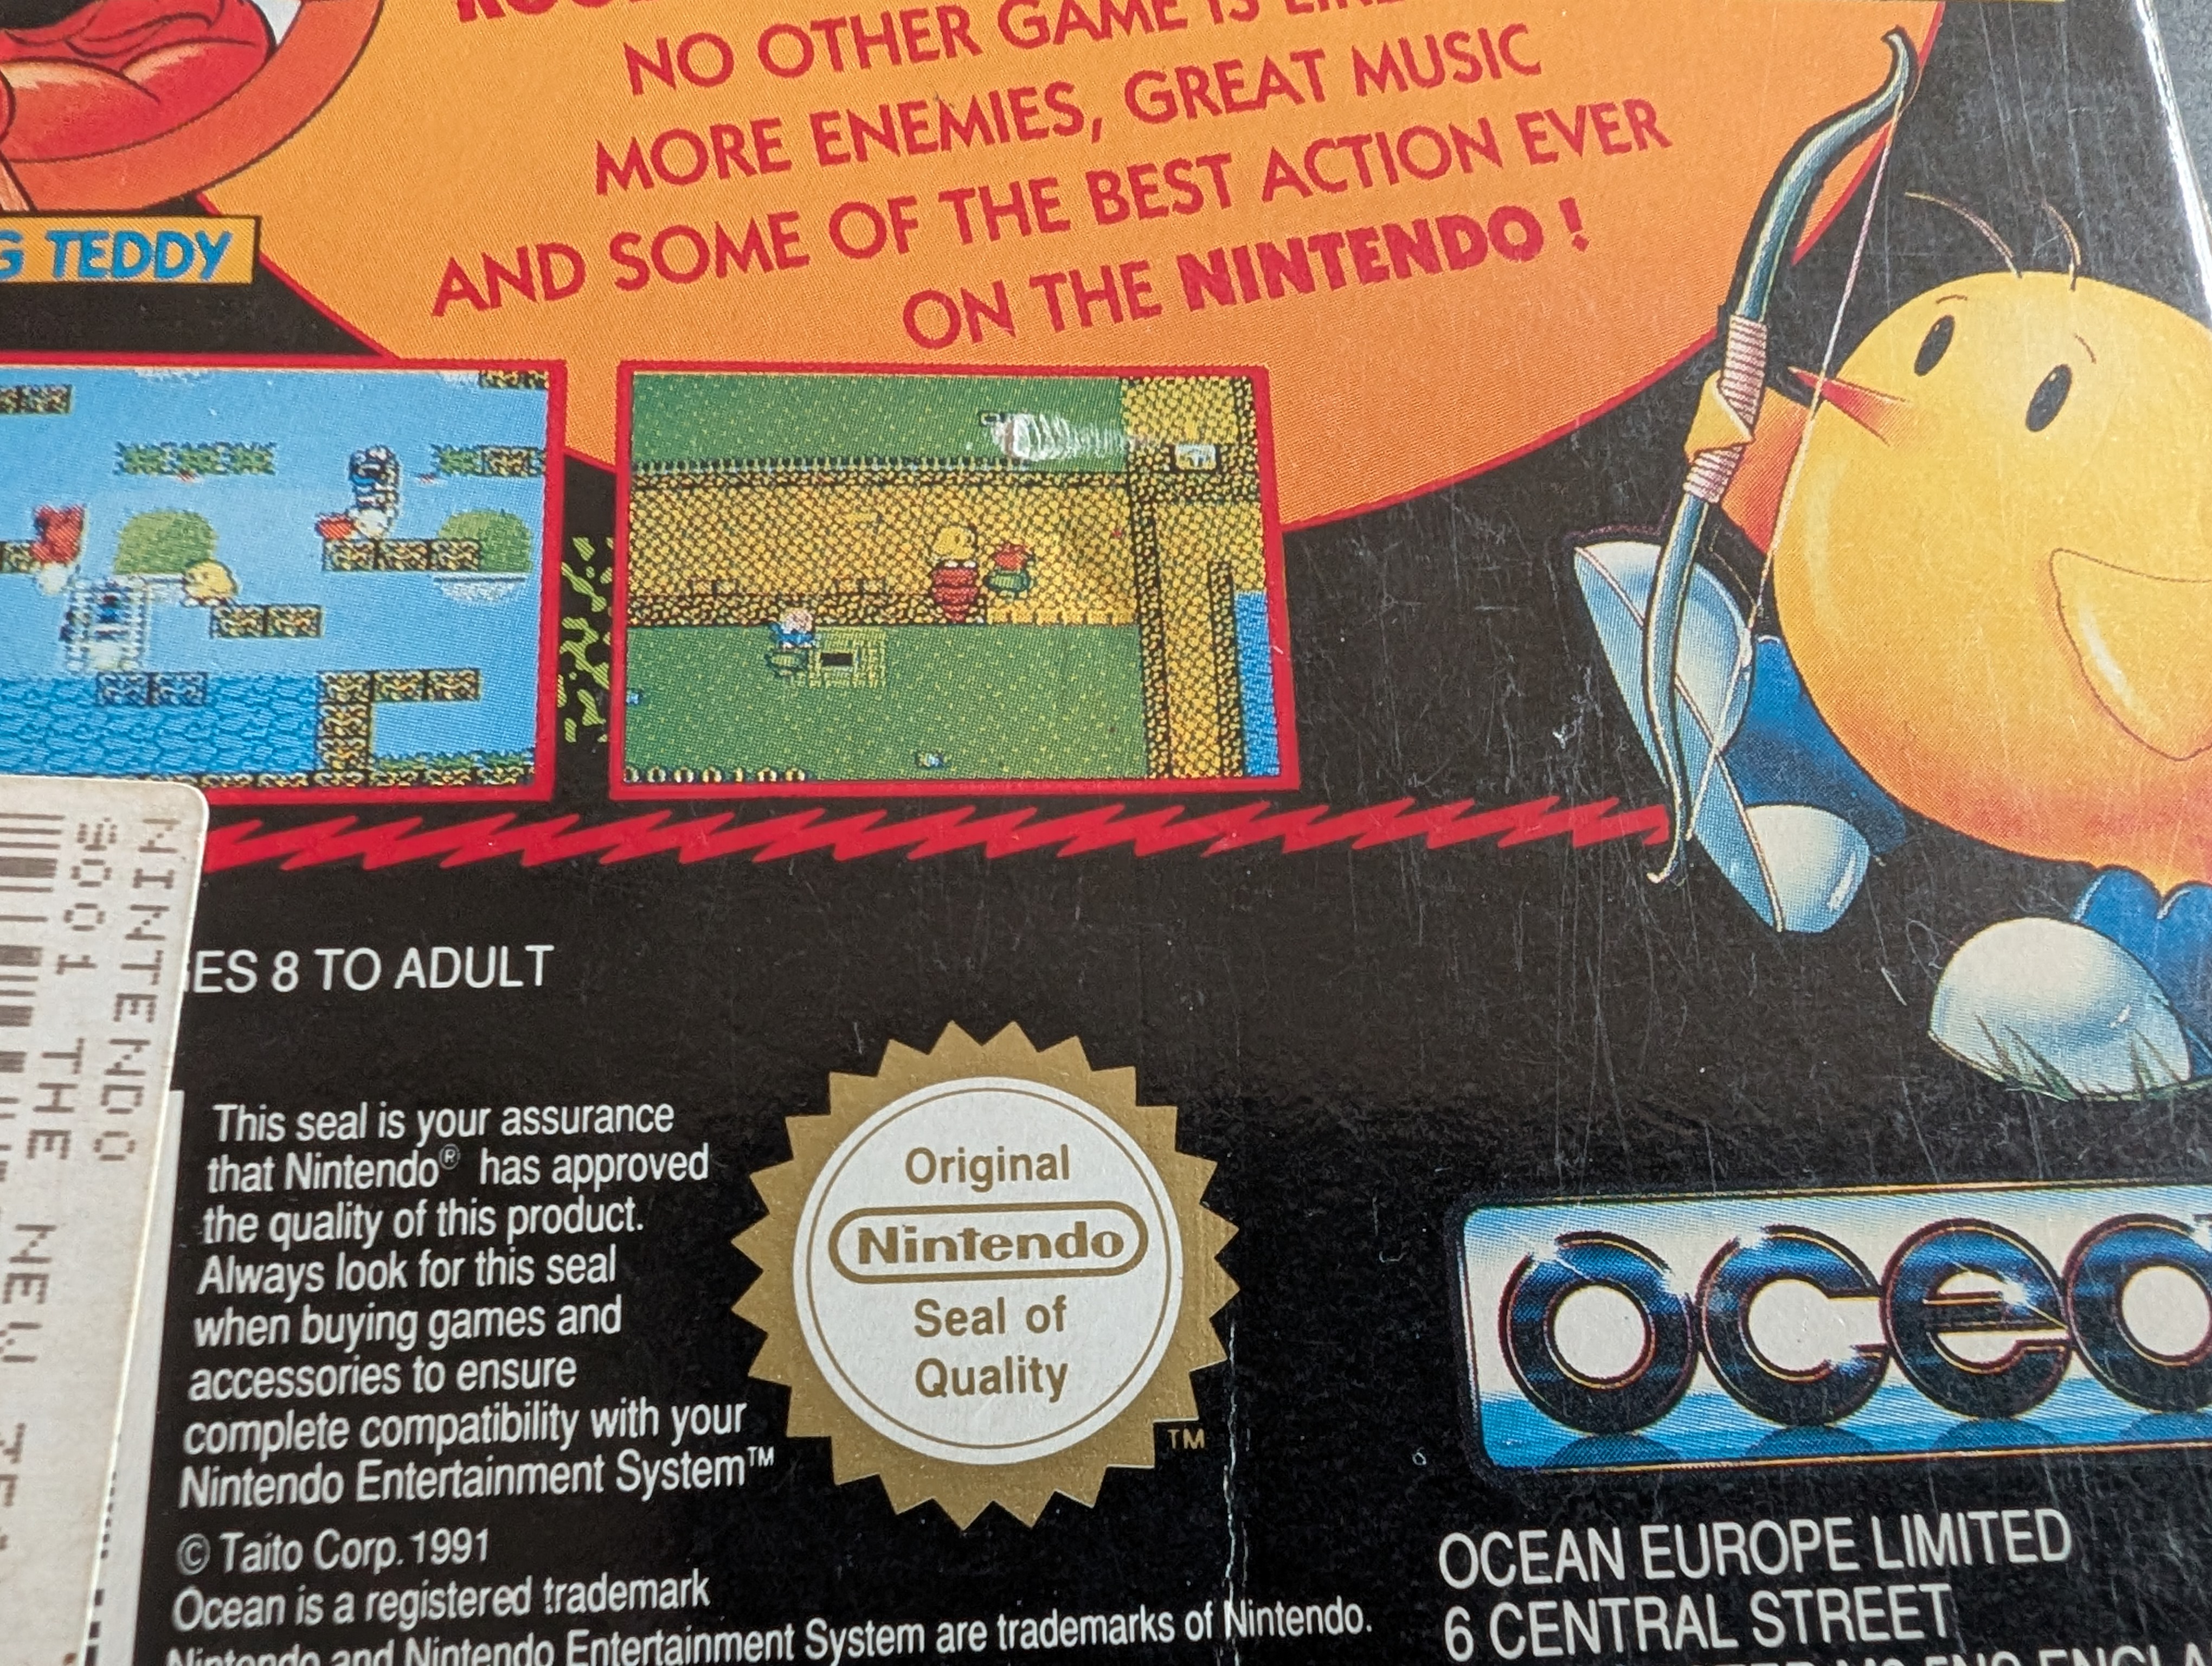 NO OTHER GAME IS
MORE ENEMIES, GREAT MUSIC
AND SOME OF THE BEST ACTION EVER
ON THE NINTENDO !
G TEDDY
0000100
ES 8 TO ADULT
NINTENDO
3001 THE NEW
This seal is your assurance
that Nintendo® has approved
the quality of this product.
Always look for this seal
when buying games and
accessories to ensure
complete compatibility with your
Nintendo Entertainment System™
Original
Nintendo
Seal of
Quality
TM
© Taito Corp. 1991
Ocean is a registered trademark
Nintendo and Nintendo Entertainment System are trademarks of Nintendo.
ocea
OCEAN EUROPE LIMITED
6 CENTRAL STREET